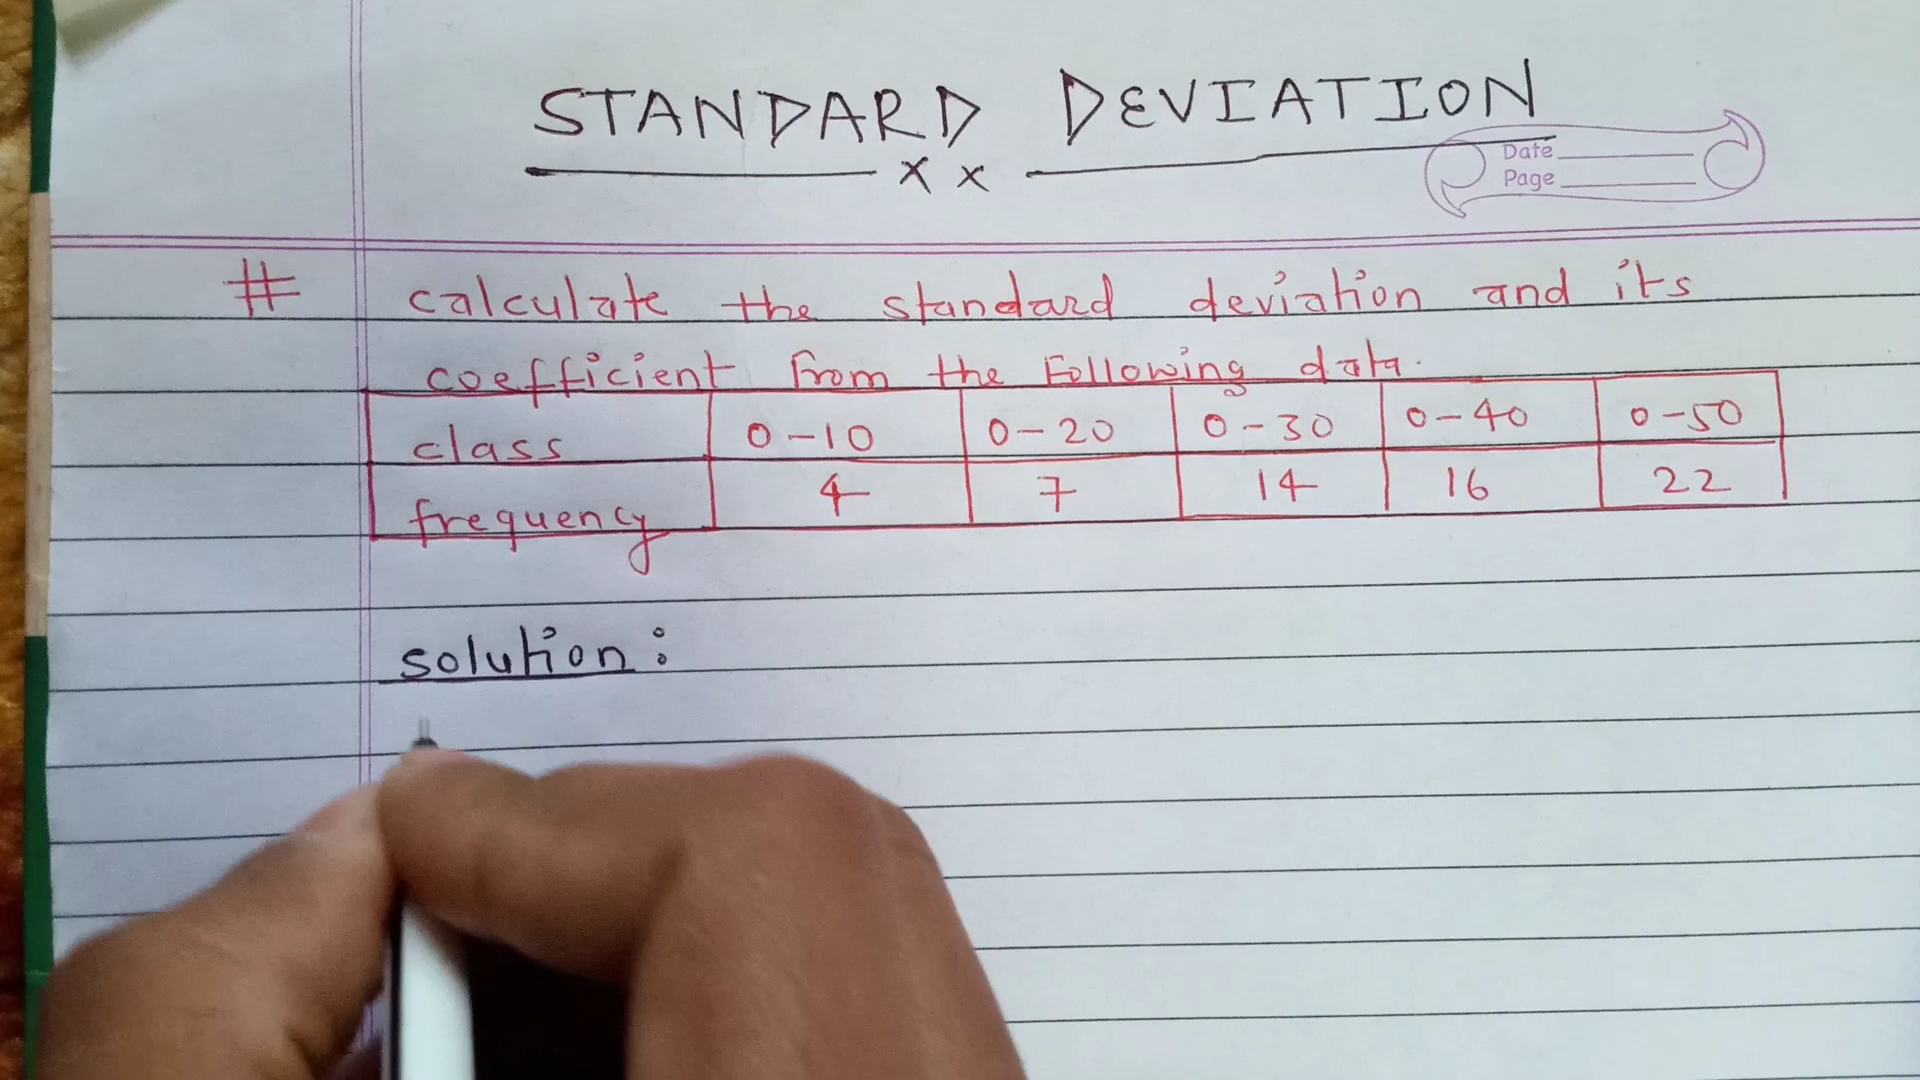 STANDARD DEVIATION
x x
Date
Page
# calculate the standard deviation and its
coefficient from the Following data.
class 0-10 0-20 0-30 0-40 0-50
frequency 4 7 14 16 22
solution: